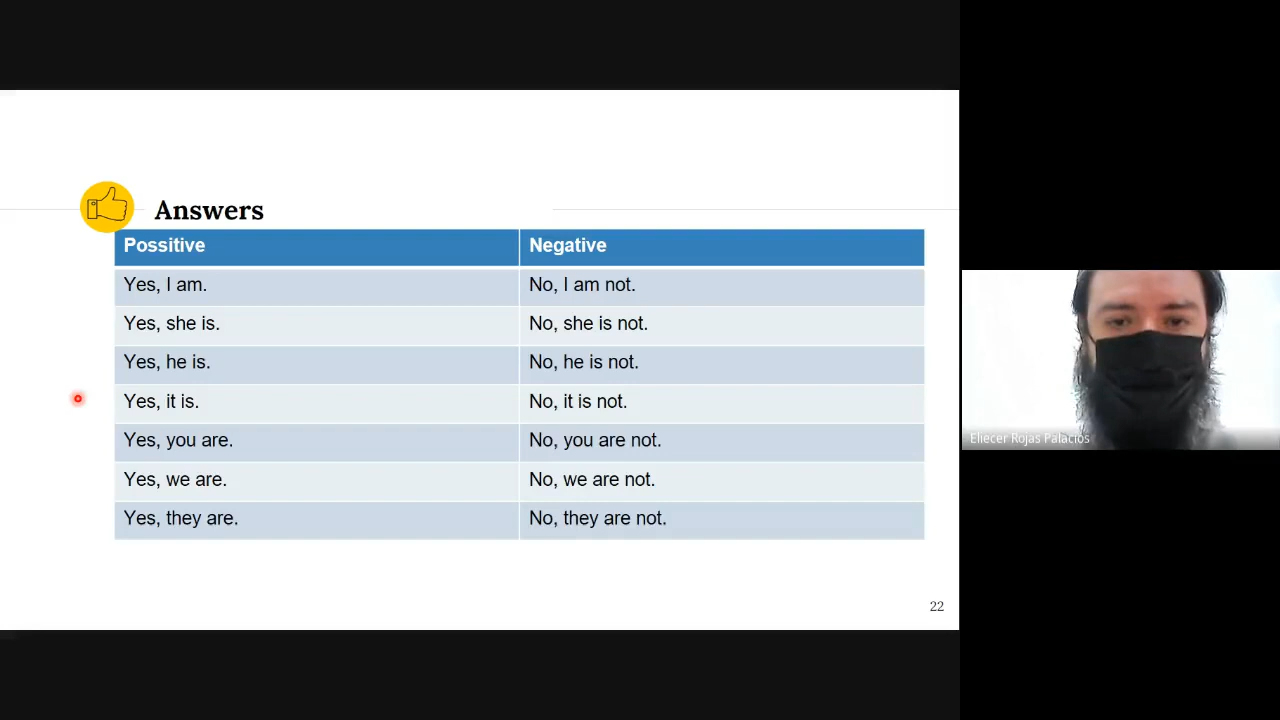 Answers
Possitive Negative
Yes, I am. No, I am not.
Yes, she is. No, she is not.
Yes, he is. No, he is not.
Yes, it is. No, it is not.
Yes, you are. No, you are not.
Yes, we are. No, we are not.
Yes, they are. No, they are not.
22
Eliecer Rojas Palacios